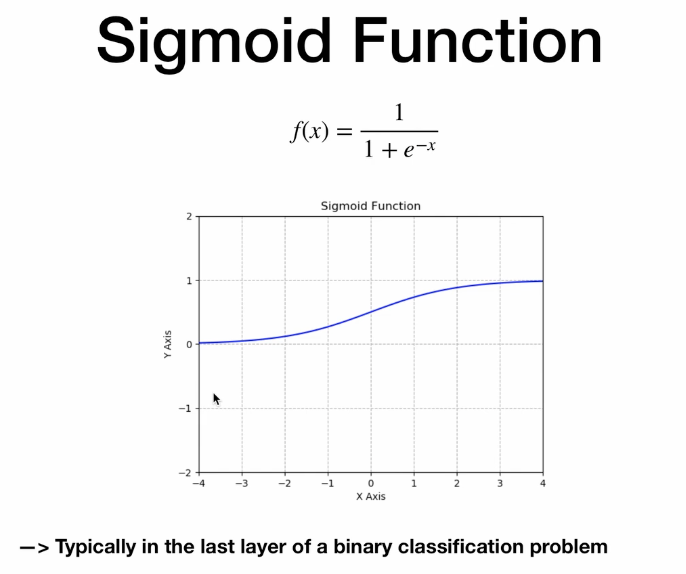 Sigmoid Function
f(x) = 1 / (1 + e^{-x})
Sigmoid Function
2
1
0
−1
−2
Y Axis
−4 −3 −2 −1 0 1 2 3 4
X Axis
—> Typically in the last layer of a binary classification problem